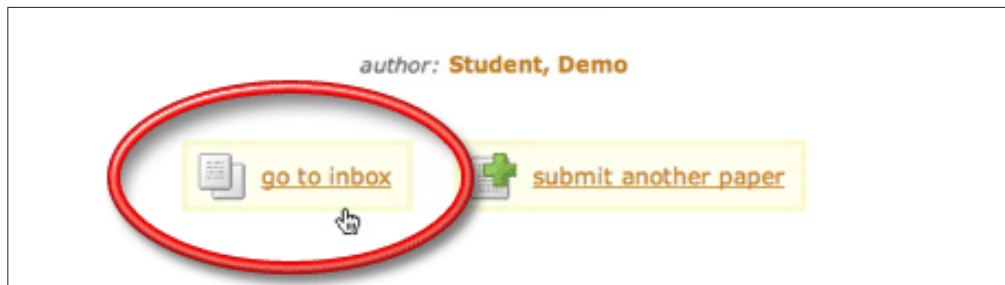 author: Student, Demo
go to inbox
submit another paper